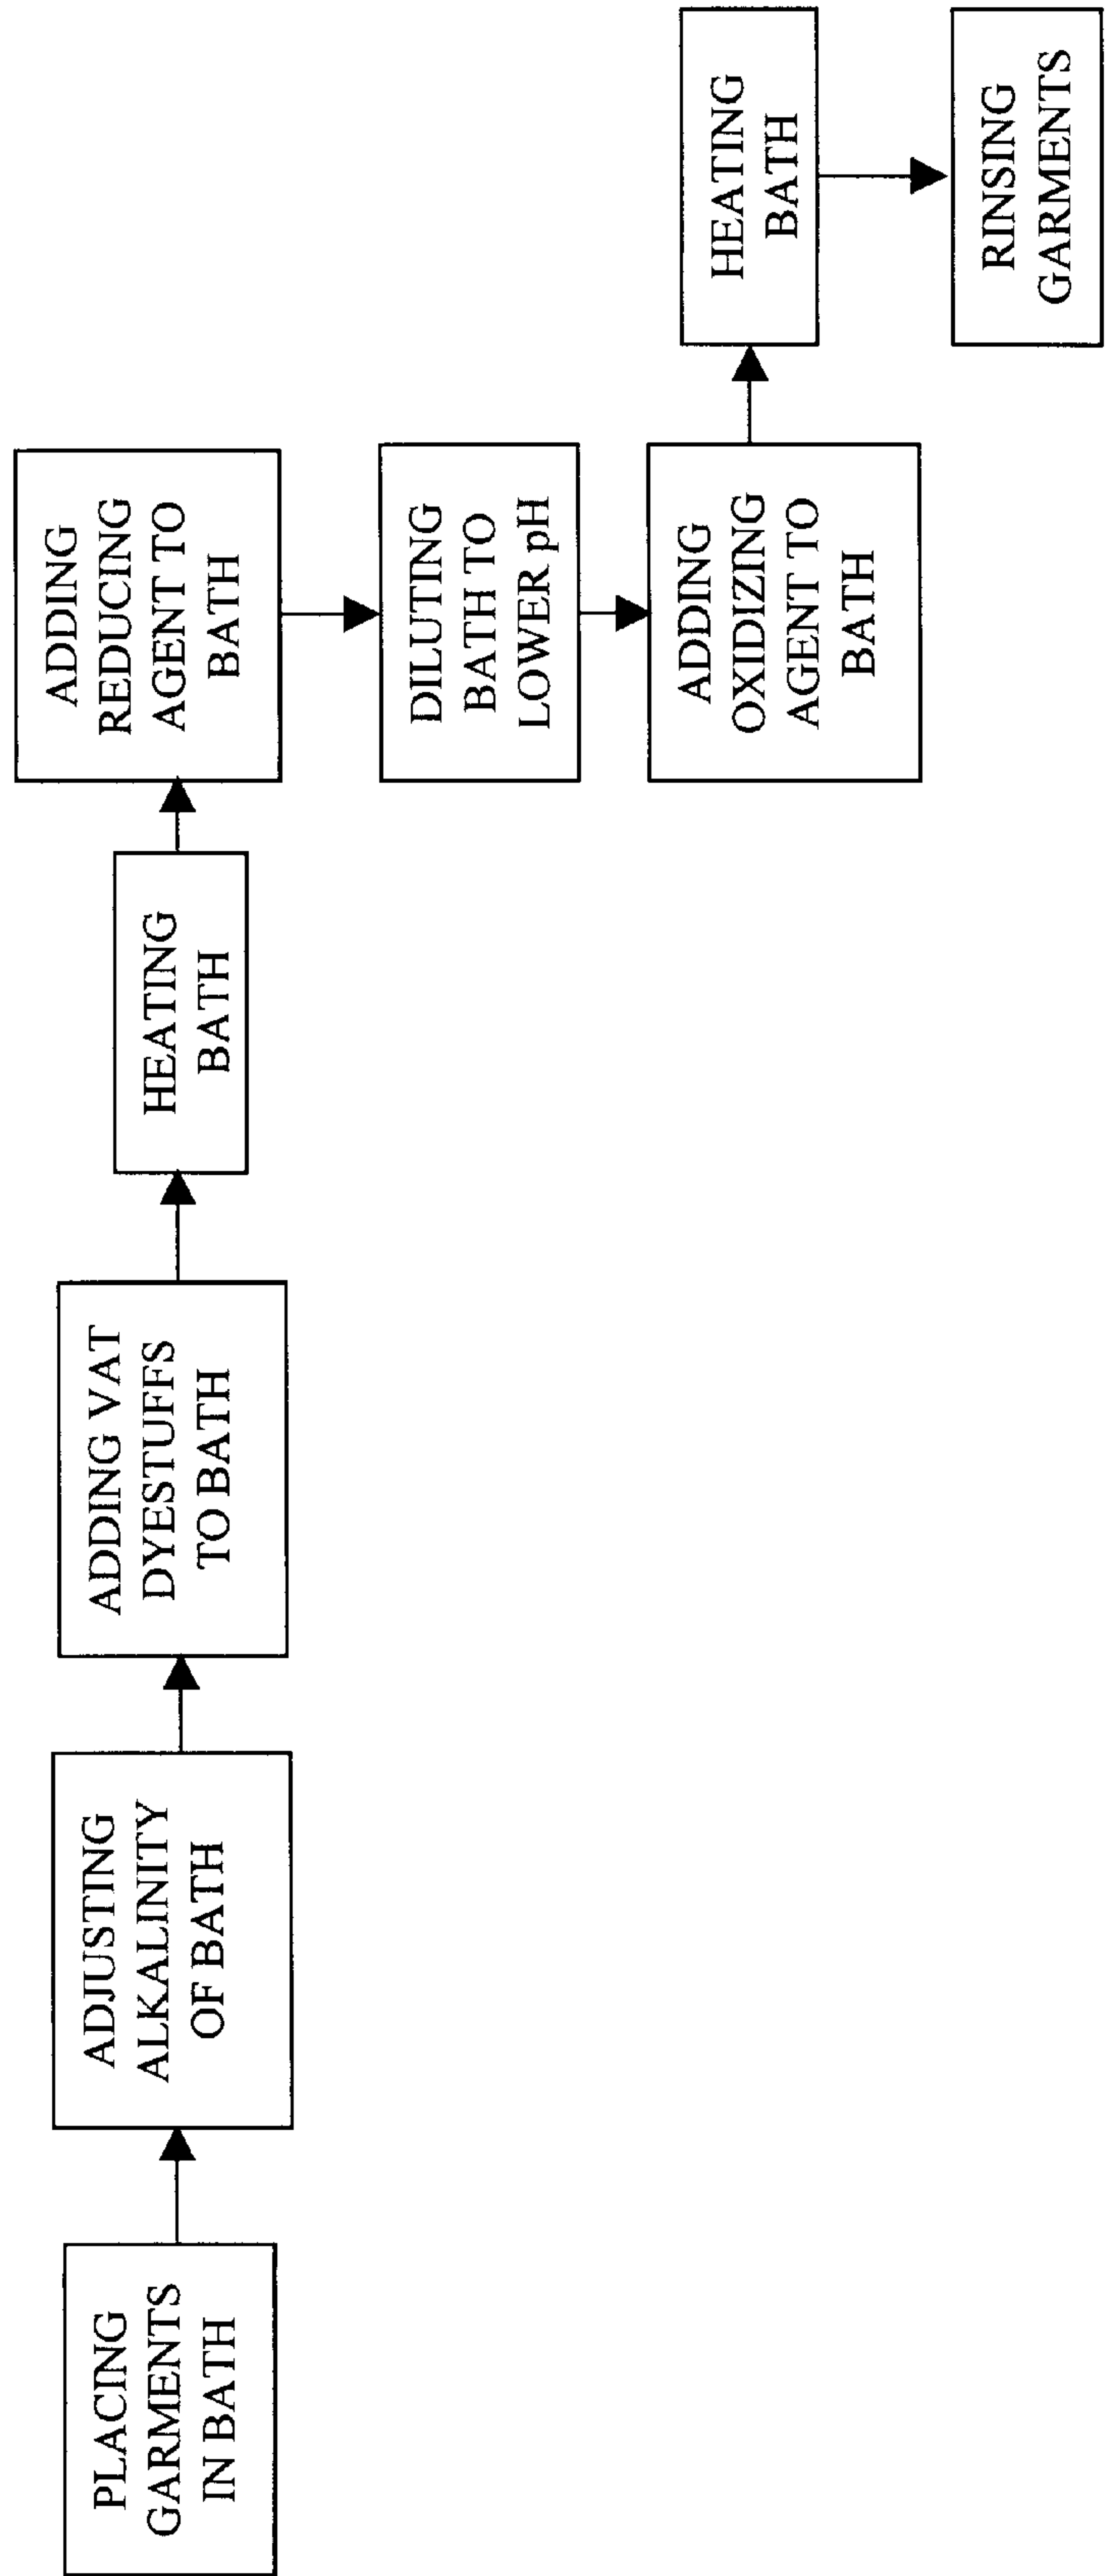 PLACING
GARMENTS
IN BATH
ADJUSTING
ALKALINITY
OF BATH
ADDING VAT
DYESTUFFS
TO BATH
HEATING
BATH
ADDING
REDUCING
AGENT TO
BATH
DILUTING
BATH TO
LOWER pH
ADDING
OXIDIZING
AGENT TO
BATH
HEATING
BATH
RINSING
GARMENTS